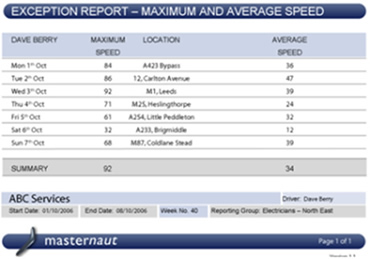 EXCEPTION REPORT – MAXIMUM AND AVERAGE SPEED
DAVE BERRY MAXIMUM SPEED LOCATION AVERAGE SPEED
Mon 1st Oct 84 A423 Bypass 36
Tue 2nd Oct 86 12, Carlton Avenue 47
Wed 3rd Oct 92 M1, Leeds 39
Thu 4th Oct 71 M25, Heslingthorpe 24
Fri 5th Oct 61 A254, Little Peddleton 32
Sat 6th Oct 32 A233, Brigmiddle 12
Sun 7th Oct 68 M87, Coldlane Stead 39
SUMMARY 92 34
ABC Services Driver: Dave Berry
Start Date: 01/10/2006 End Date: 08/10/2006 Week No. 40 Reporting Group: Electricians – North East
masternaut Page 1 of 1